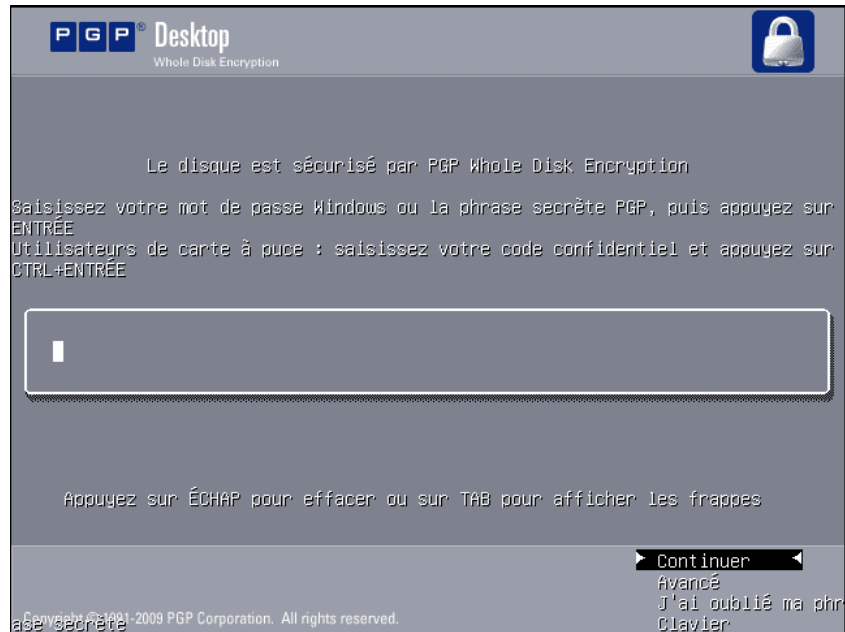 PGP® Desktop
Whole Disk Encryption
Le disque est sécurisé par PGP Whole Disk Encryption
Saisissez votre mot de passe Windows ou la phrase secrète PGP, puis appuyez sur
ENTRÉE
Utilisateurs de carte à puce : saisissez votre code confidentiel et appuyez sur
CTRL+ENTRÉE
Appuyez sur ÉCHAP pour effacer ou sur TAB pour afficher les frappes
Continuer
Avancé
J'ai oublié ma phr
ase secrète
Copyright © 1991-2009 PGP Corporation. All rights reserved.
Clavier